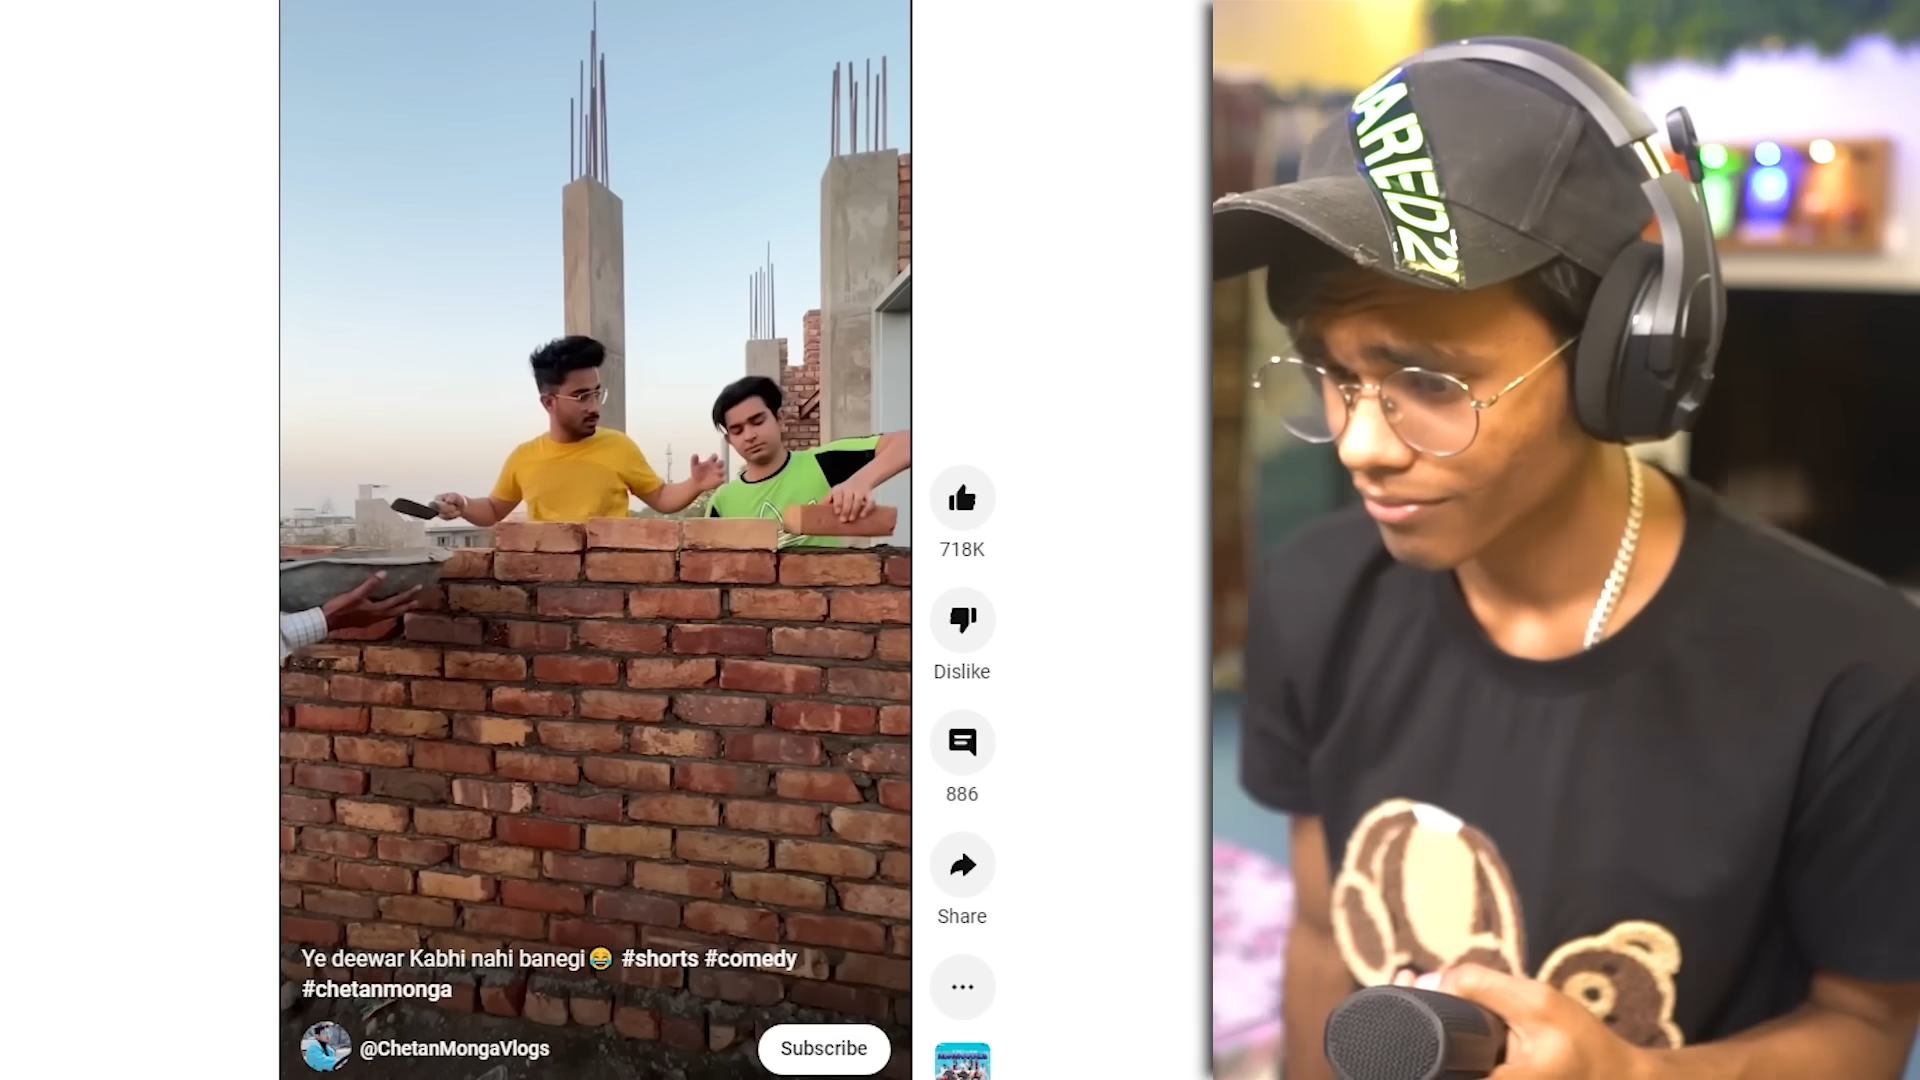 718K
Dislike
886
Share
Ye deewar Kabhi nahi banegi😂 #shorts #comedy
#chetanmonga
@ChetanMongaVlogs
Subscribe